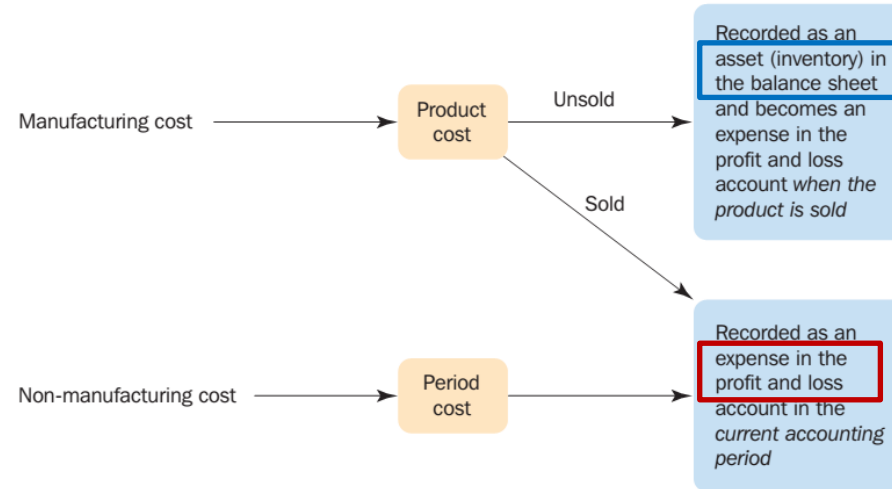 Recorded as an
asset (inventory) in
the balance sheet
and becomes an
expense in the
profit and loss
account when the
product is sold
Manufacturing cost
Product
cost
Unsold
Sold
Recorded as an
expense in the
profit and loss
account in the
current accounting
period
Non-manufacturing cost
Period
cost